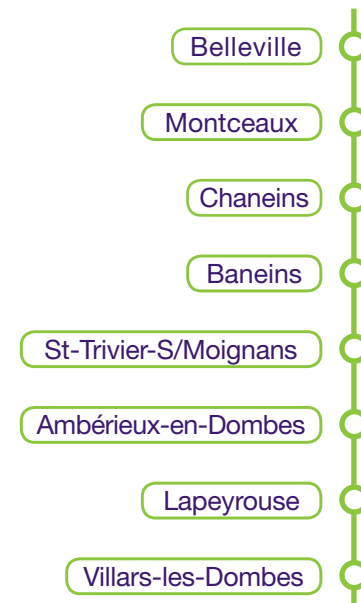 Belleville
Montceaux
Chaneins
Baneins
St-Trivier-S/Moignans
Ambérieux-en-Dombes
Lapeyrouse
Villars-les-Dombes